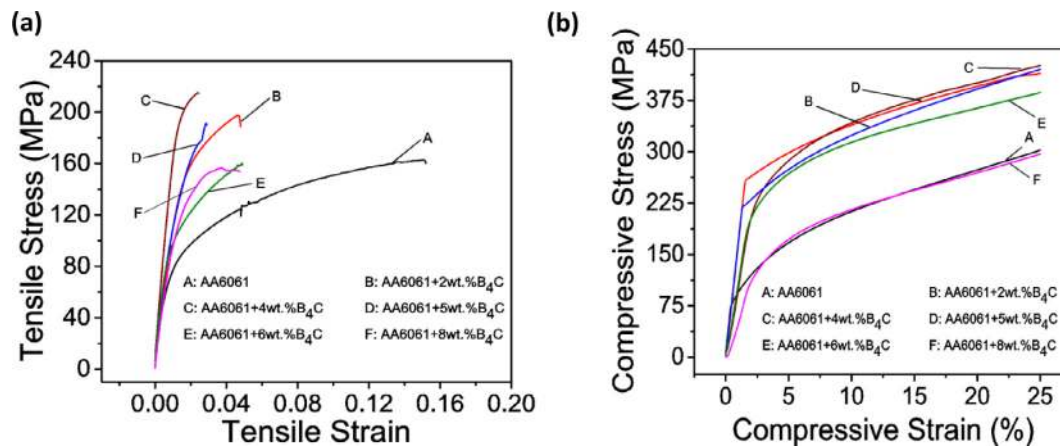 (a)
Tensile Stress (MPa)
240
200
160
120
80
40
0
C
B
A
D
E
F
A: AA6061
B: AA6061+2wt.%B₄C
C: AA6061+4wt.%B₄C
D: AA6061+5wt.%B₄C
E: AA6061+6wt.%B₄C
F: AA6061+8wt.%B₄C
0.00 0.04 0.08 0.12 0.16 0.20
Tensile Strain
(b)
Compressive Stress (MPa)
450
375
300
225
150
75
0
C
D
B
E
A
F
A: AA6061
B: AA6061+2wt.%B₄C
C: AA6061+4wt.%B₄C
D: AA6061+5wt.%B₄C
E: AA6061+6wt.%B₄C
F: AA6061+8wt.%B₄C
0 5 10 15 20 25
Compressive Strain (%)